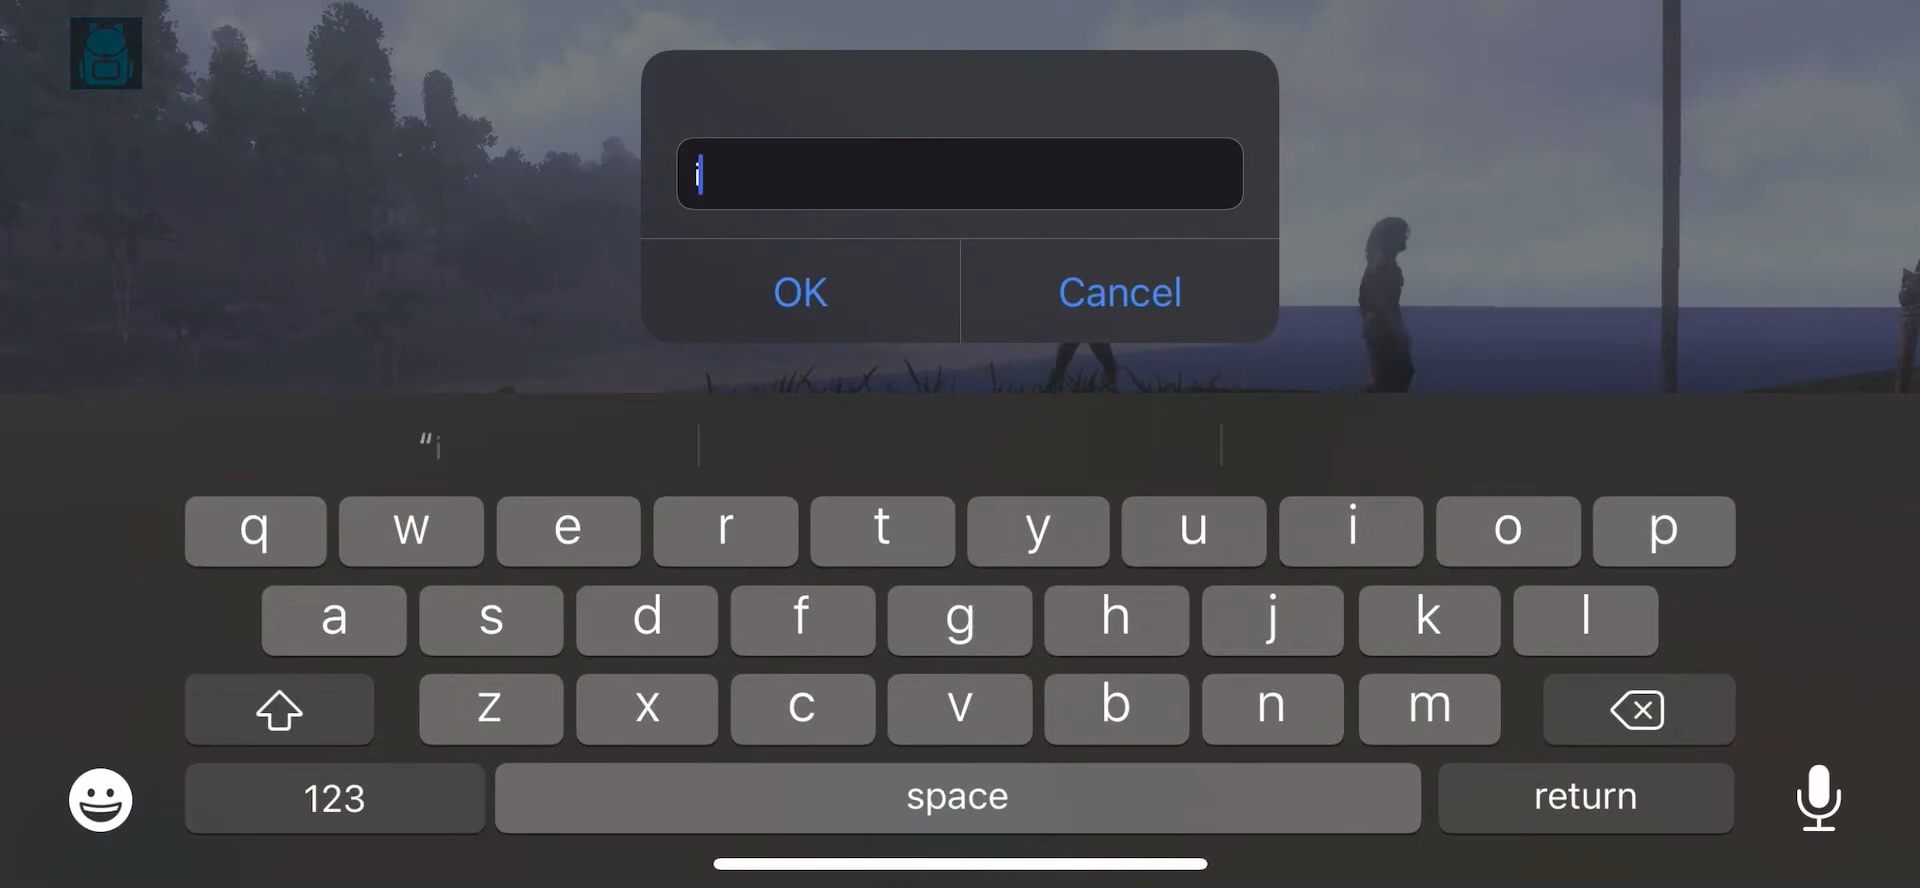 i
OK Cancel
“i
q w e r t y u i o p
a s d f g h j k l
z x c v b n m
123 space return